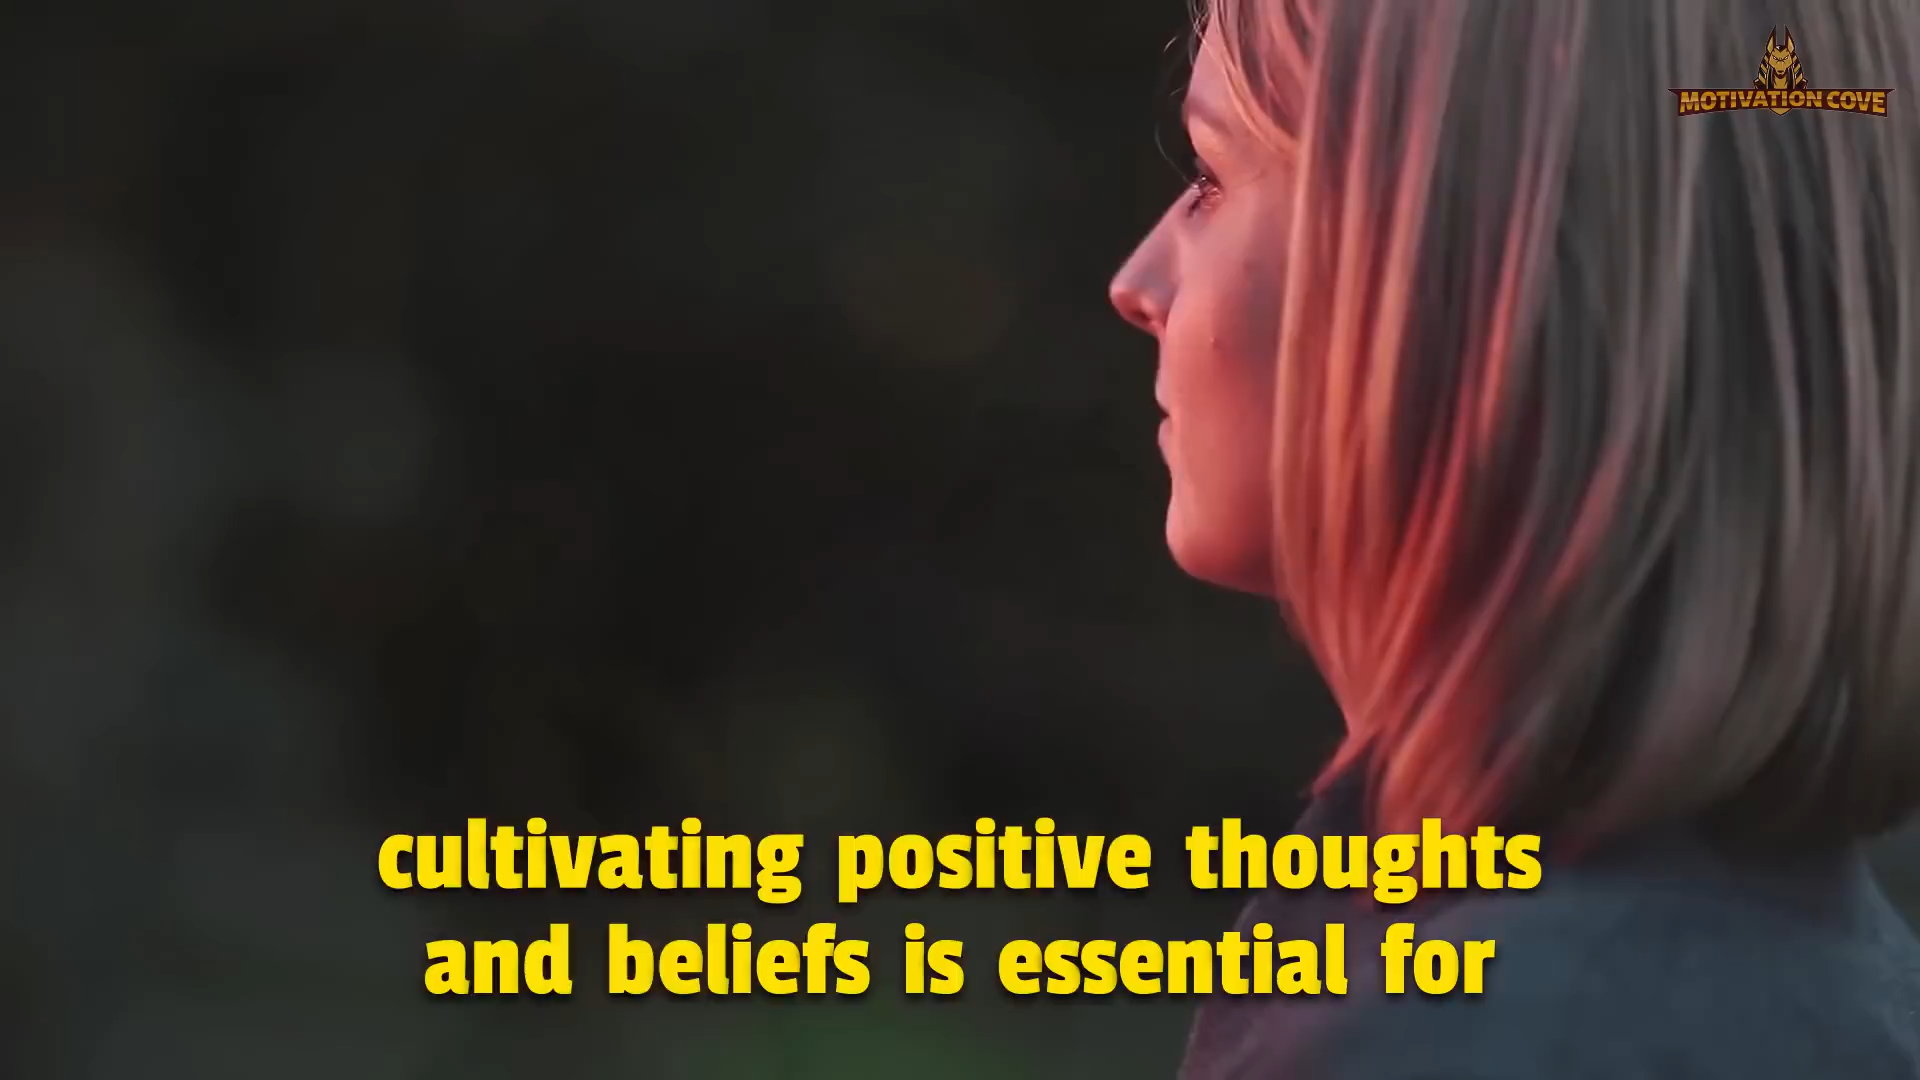 MOTIVATION COVE
cultivating positive thoughts
and beliefs is essential for